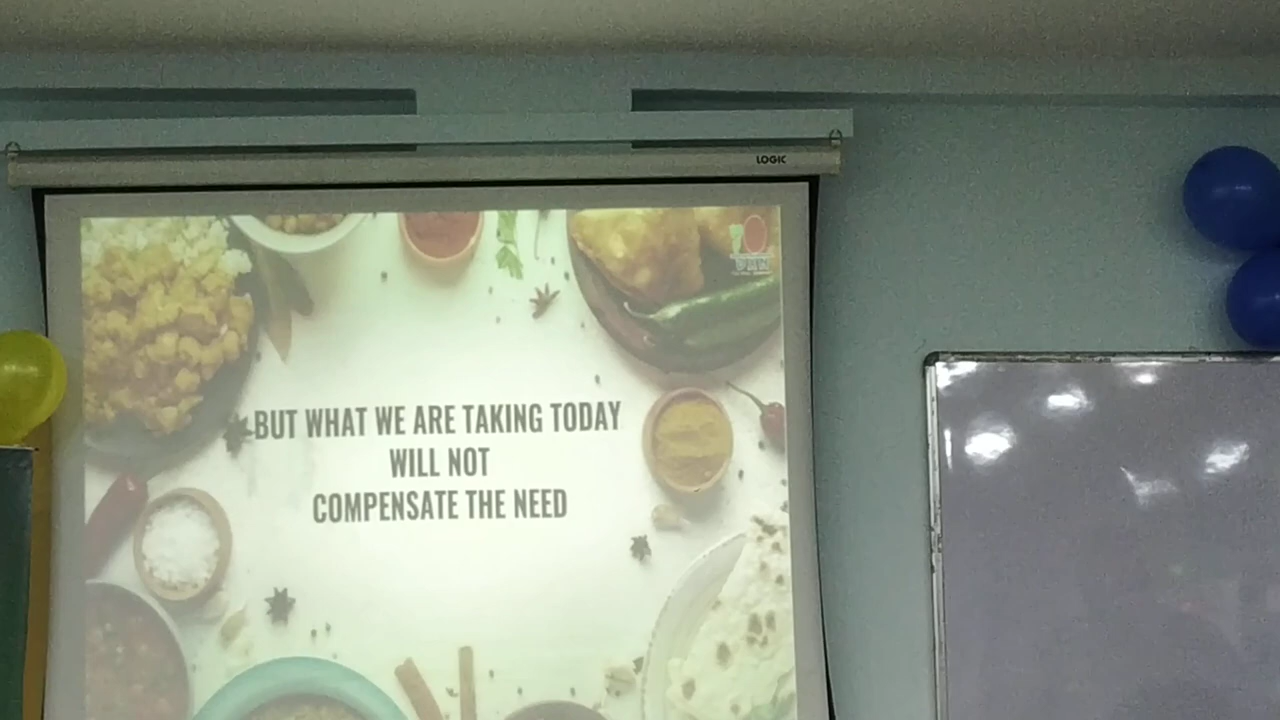 LOGIC
BUT WHAT WE ARE TAKING TODAY
WILL NOT
COMPENSATE THE NEED